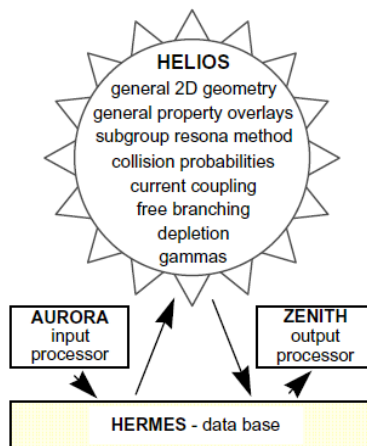 HELIOS
general 2D geometry
general property overlays
subgroup resona method
collision probabilities
current coupling
free branching
depletion
gammas
AURORA
input
processor
ZENITH
output
processor
HERMES - data base